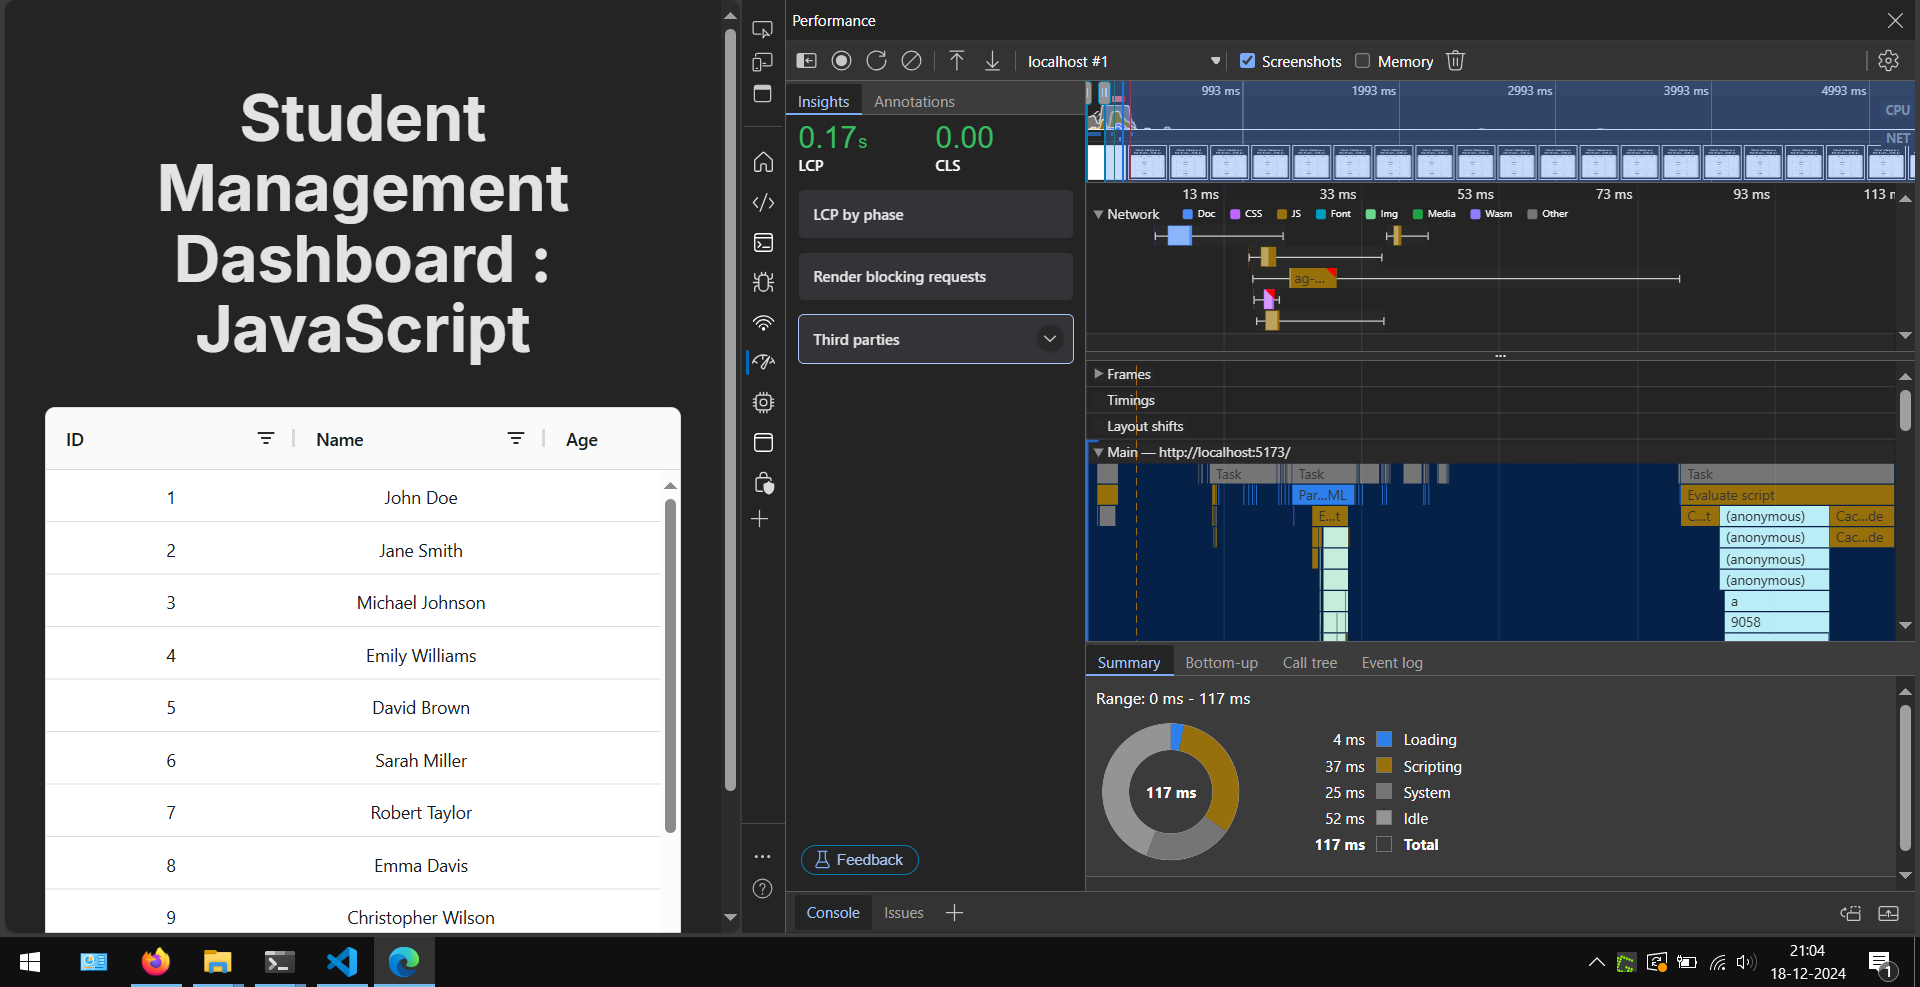 Student
Management
Dashboard :
JavaScript
ID
Name
Age
1 John Doe
2 Jane Smith
3 Michael Johnson
4 Emily Williams
5 David Brown
6 Sarah Miller
7 Robert Taylor
8 Emma Davis
9 Christopher Wilson
Performance
localhost #1
Screenshots
Memory
Insights
Annotations
0.17s
LCP
0.00
CLS
LCP by phase
Render blocking requests
Third parties
Feedback
993 ms 1993 ms 2993 ms 3993 ms 4993 ms
CPU
NET
13 ms 33 ms 53 ms 73 ms 93 ms 113 m
Network
Doc CSS JS Font Img Media Wasm Other
ag-...
Frames
Timings
Layout shifts
Main — http://localhost:5173/
Task Task Task
Par...ML Evaluate script
E...t C...t (anonymous) Cac...de
(anonymous) Cac...de
(anonymous)
(anonymous)
a
9058
Summary
Bottom-up
Call tree
Event log
Range: 0 ms - 117 ms
117 ms
4 ms Loading
37 ms Scripting
25 ms System
52 ms Idle
117 ms Total
Console
Issues
21:04
18-12-2024
1